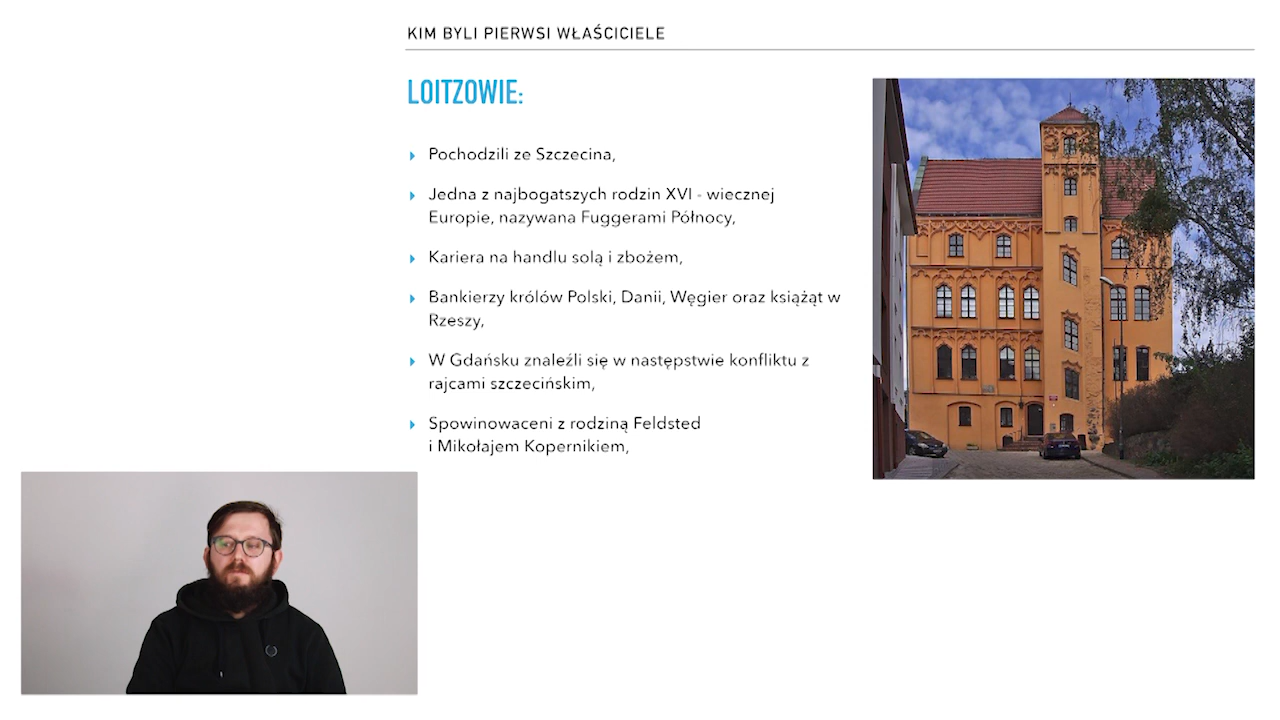 KIM BYLI PIERWSI WŁAŚCICIELE
LOITZOWIE:
Pochodzili ze Szczecina,
Jedna z najbogatszych rodzin XVI - wiecznej
Europie, nazywana Fuggerami Północy,
Kariera na handlu solą i zbożem,
Bankierzy królów Polski, Danii, Węgier oraz książąt w
Rzeszy,
W Gdańsku znaleźli się w następstwie konfliktu z
rajcami szczecińskim,
Spowinowaceni z rodziną Feldsted
i Mikołajem Kopernikiem,